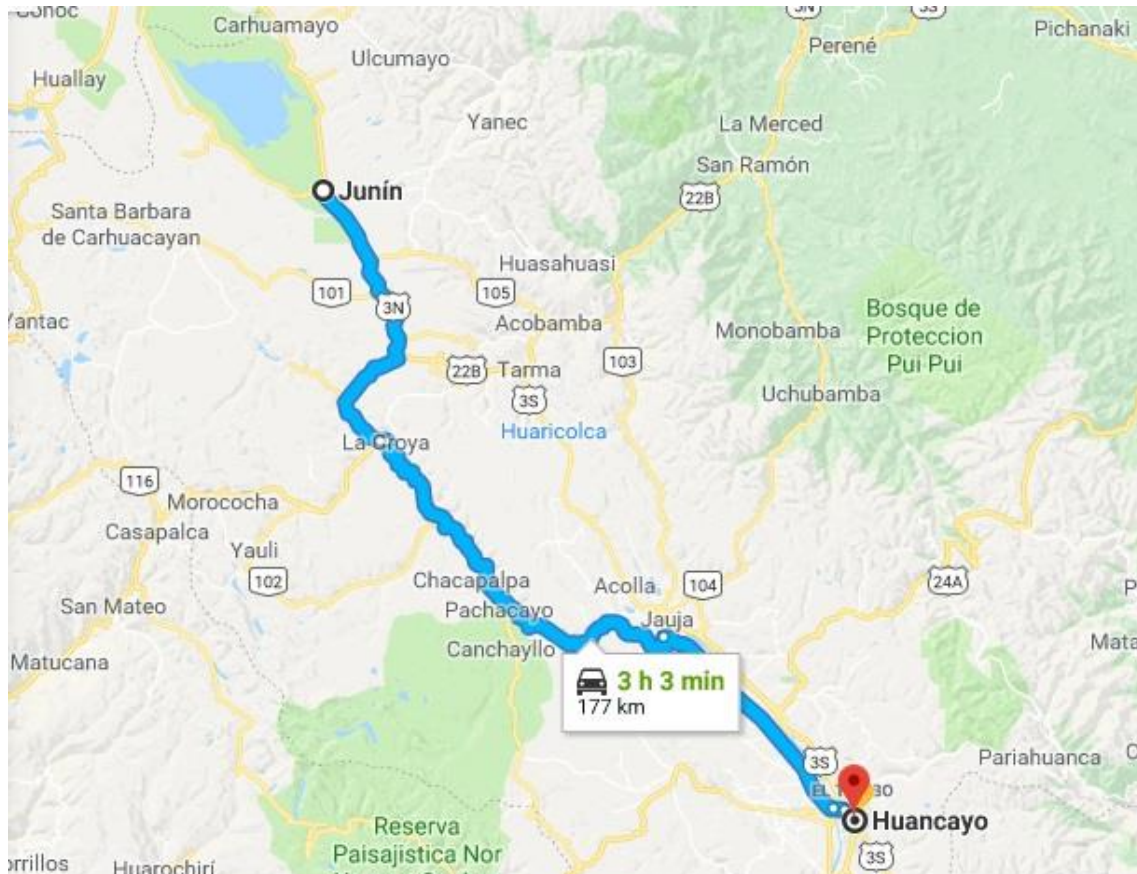 Carhuamayo
3N
3S
Pichanaki
Perené
Ulcumayo
Huallay
Yanec
La Merced
San Ramón
Junín
22B
Santa Barbara
de Carhuacayan
Huasahuasi
101
105
3N
Bosque de
Proteccion
Pui Pui
Yantac
Acobamba
Monobamba
103
22B
Tarma
3S
Uchubamba
Huaricolca
La Oroya
116
Morococha
Casapalca
Yauli
102
Chacapalpa
Acolla
104
24A
San Mateo
Pachacayo
Jauja
Canchayllo
Matucana
3 h 3 min
177 km
3S
Pariahuanca
Huancayo
Reserva
Paisajistica Nor
3S
Huarochirí